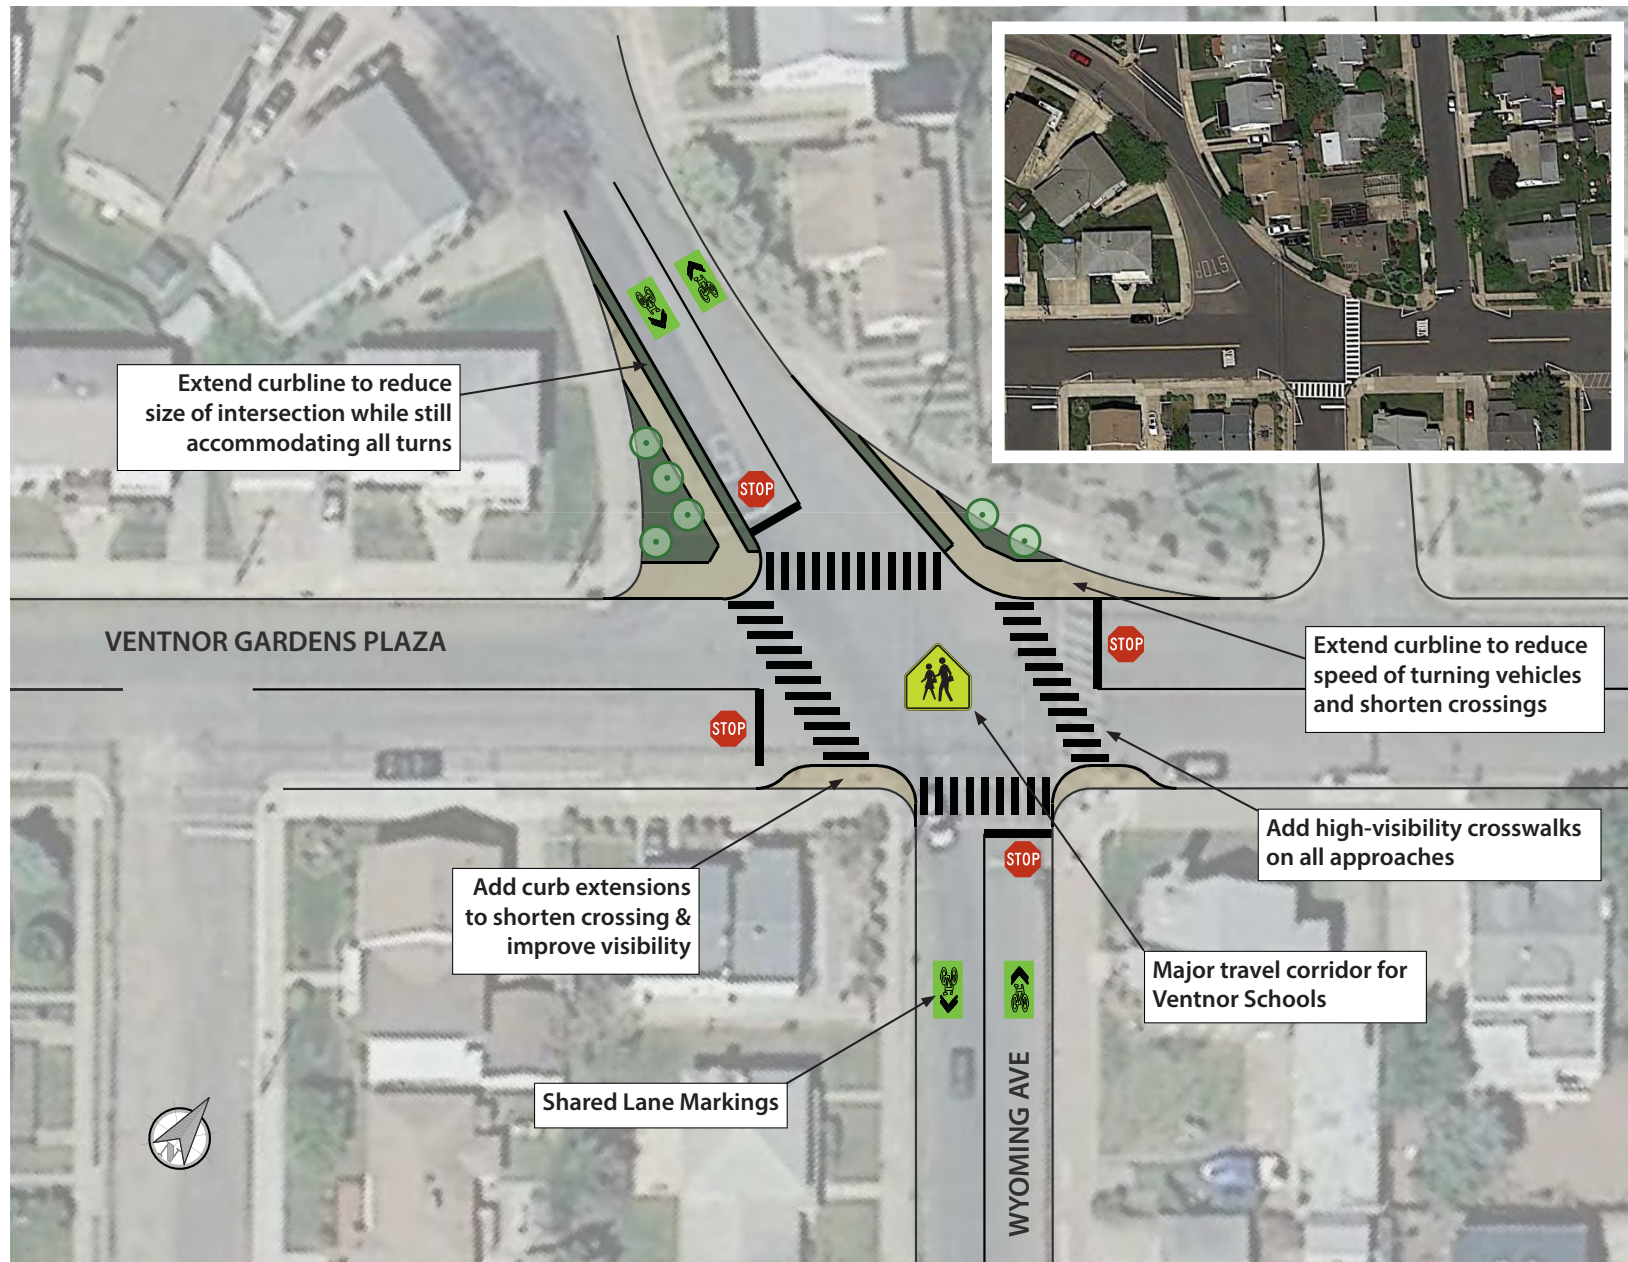 Extend curbline to reduce
size of intersection while still
accommodating all turns
STOP
STOP
VENTNOR GARDENS PLAZA
STOP
STOP
Extend curbline to reduce
speed of turning vehicles
and shorten crossings
Add high-visibility crosswalks
on all approaches
STOP
Add curb extensions
to shorten crossing &
improve visibility
Major travel corridor for
Ventnor Schools
Shared Lane Markings
WYOMING AVE